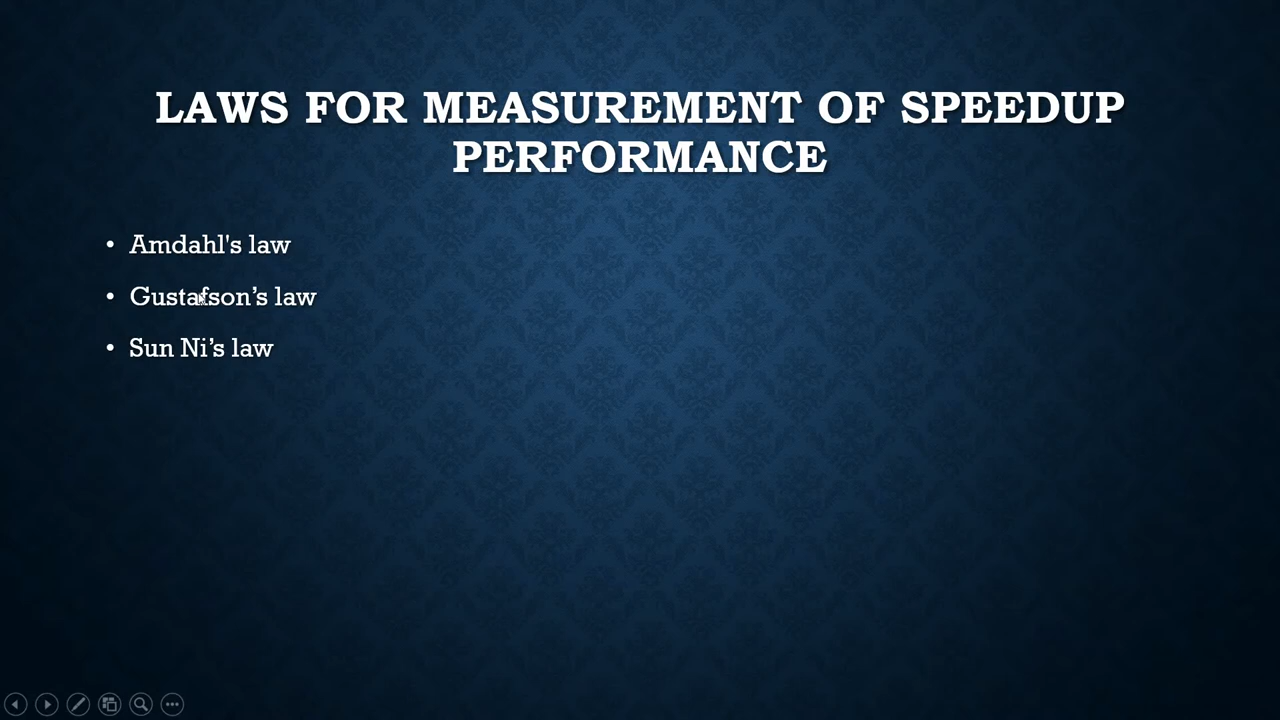 LAWS FOR MEASUREMENT OF SPEEDUP
PERFORMANCE
• Amdahl's law
• Gustafson’s law
• Sun Ni’s law